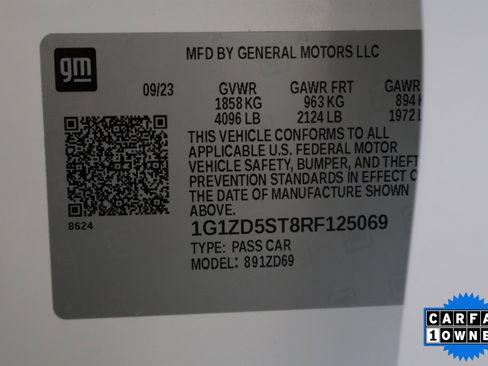 gm
MFD BY GENERAL MOTORS LLC
09/23 GVWR GAWR FRT GAWR
1858 KG 963 KG 894
4096 LB 2124 LB 1972
THIS VEHICLE CONFORMS TO ALL
APPLICABLE U.S. FEDERAL MOTOR
VEHICLE SAFETY, BUMPER, AND THEFT
PREVENTION STANDARDS IN EFFECT
THE DATE OF MANUFACTURE SHOWN
ABOVE.
8624
1G1ZD5ST8RF125069
TYPE: PASS CAR
MODEL: 891ZD69
CARFA
1 OWNE